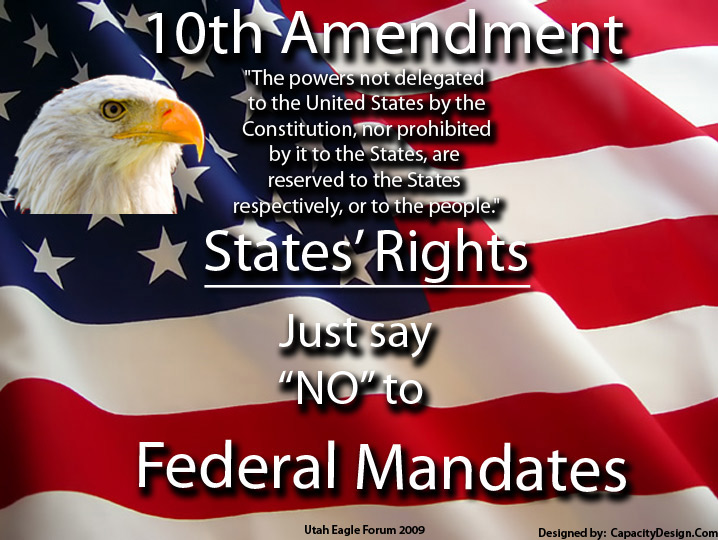 10th Amendment
"The powers not delegated
to the United States by the
Constitution, nor prohibited
by it to the States, are
reserved to the States
respectively, or to the people."
States’ Rights
Just say
“NO” to
Federal Mandates
Utah Eagle Forum 2009
Designed by: CapacityDesign.Com